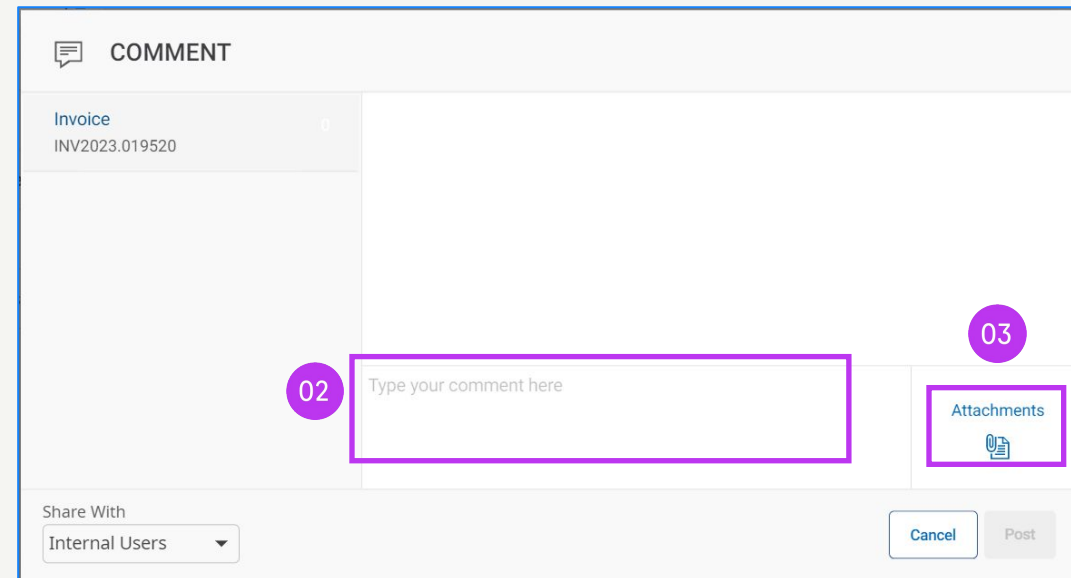 COMMENT
Invoice
0
INV2023.019520
03
02
Type your comment here
Attachments
Share With
Internal Users
Cancel
Post